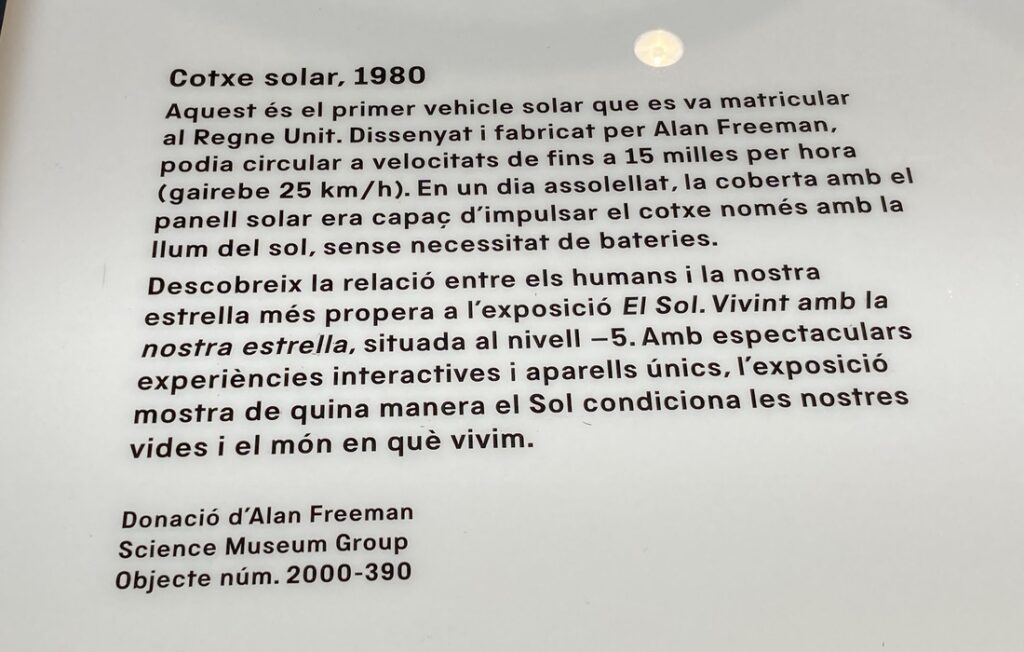 Cotxe solar, 1980
Aquest és el primer vehicle solar que es va matricular
al Regne Unit. Dissenyat i fabricat per Alan Freeman,
podia circular a velocitats de fins a 15 milles per hora
(gairebe 25 km/h). En un dia assolellat, la coberta amb el
panell solar era capaç d'impulsar el cotxe només amb la
llum del sol, sense necessitat de bateries.
Descobreix la relació entre els humans i la nostra
estrella més propera a l'exposició El Sol. Vivint amb la
nostra estrella, situada al nivell –5. Amb espectaculars
experiències interactives i aparells únics, l'exposició
mostra de quina manera el Sol condiciona les nostres
vides i el món en què vivim.
Donació d'Alan Freeman
Science Museum Group
Objecte núm. 2000-390